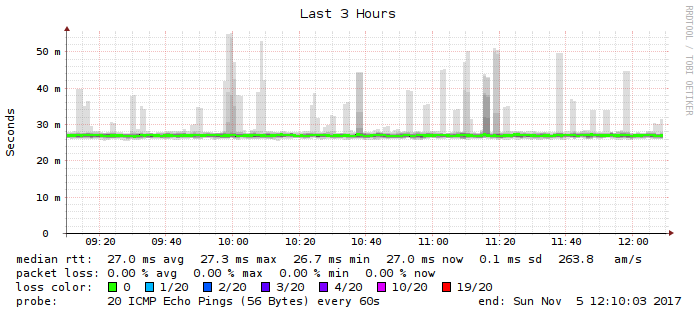 Last 3 Hours
RRDTOOL / TOBI OETIKER
Seconds
50 m
40 m
30 m
20 m
10 m
0
09:20 09:40 10:00 10:20 10:40 11:00 11:20 11:40 12:00
median rtt: 27.0 ms avg 27.3 ms max 26.7 ms min 27.0 ms now 0.1 ms sd 263.8 am/s
packet loss: 0.00 % avg 0.00 % max 0.00 % min 0.00 % now
loss color: 0 1/20 2/20 3/20 4/20 10/20 19/20
probe: 20 ICMP Echo Pings (56 Bytes) every 60s end: Sun Nov 5 12:10:03 2017